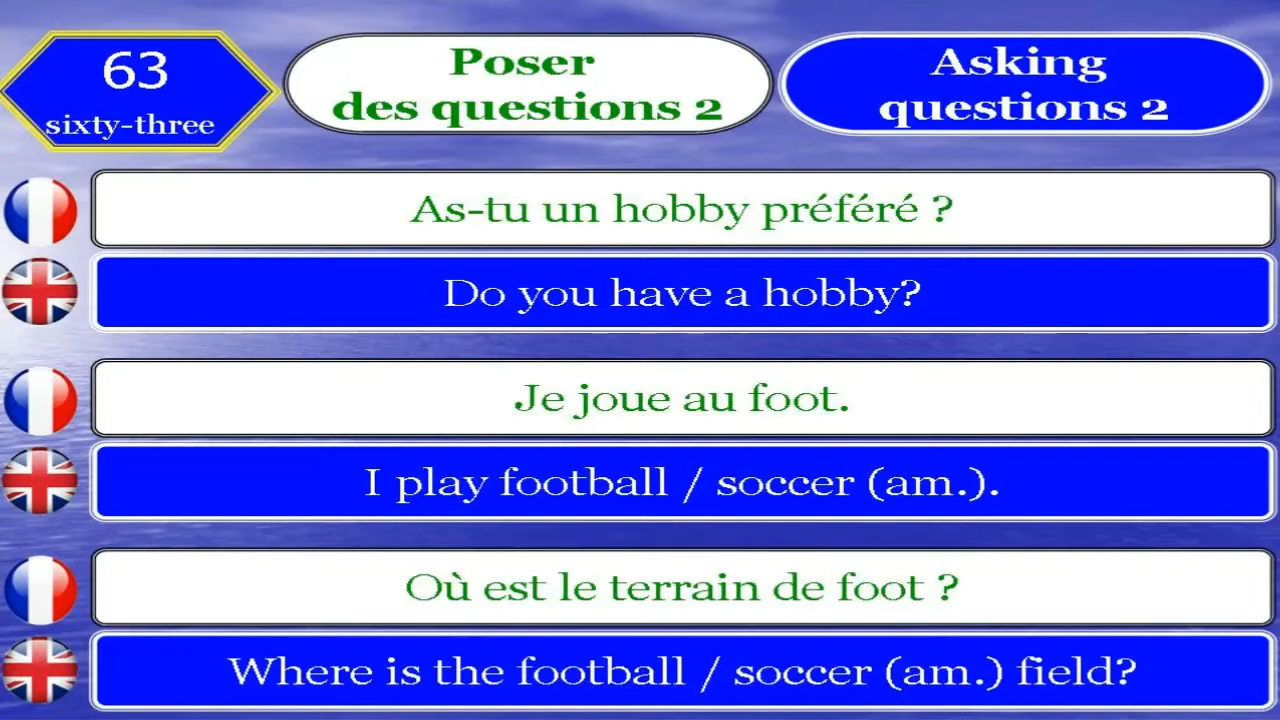 63
sixty-three
Poser
des questions 2
Asking
questions 2
As-tu un hobby préféré ?
Do you have a hobby?
Je joue au foot.
I play football / soccer (am.).
Où est le terrain de foot ?
Where is the football / soccer (am.) field?